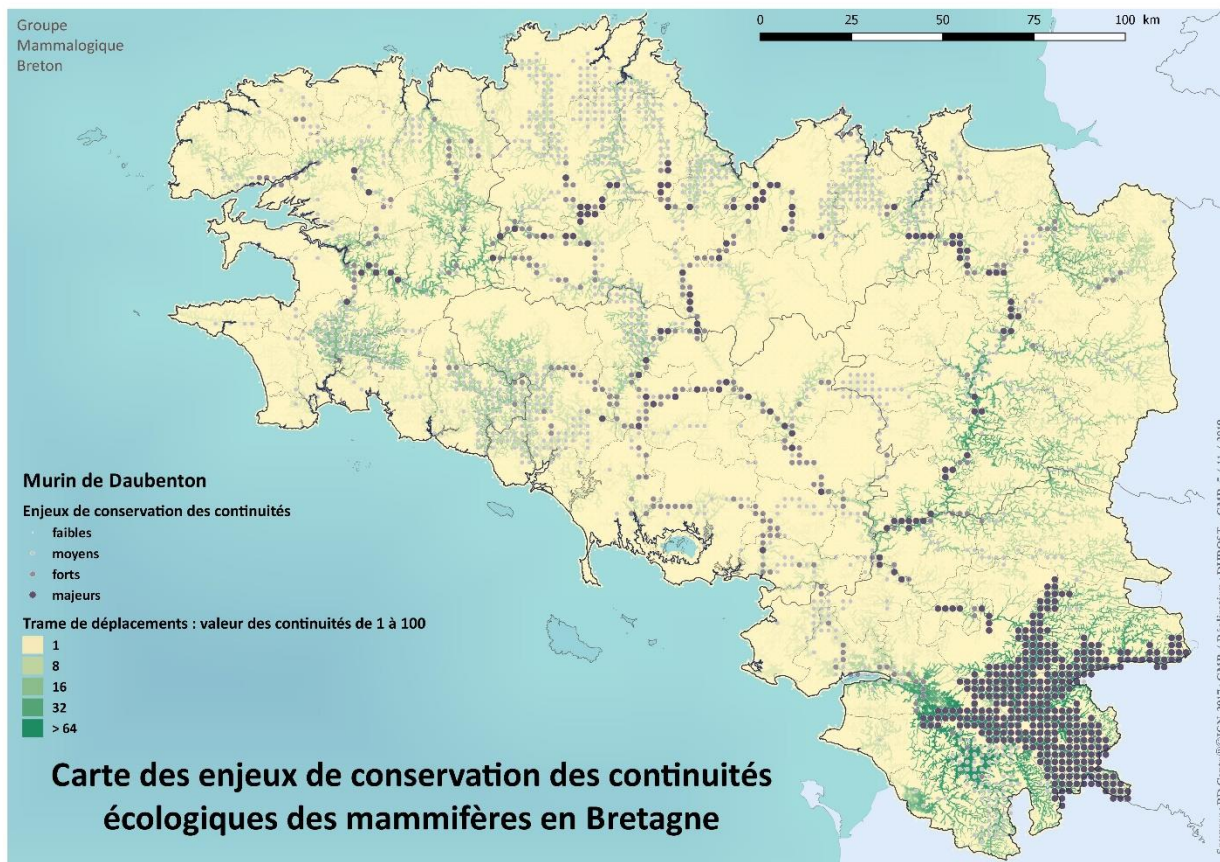 Groupe
Mammalogique
Breton
0 25 50 75 100 km
Murin de Daubenton
Enjeux de conservation des continuités
faibles
moyens
forts
majeurs
Trame de déplacements : valeur des continuités de 1 à 100
1
8
16
32
> 64
Carte des enjeux de conservation des continuités
écologiques des mammifères en Bretagne